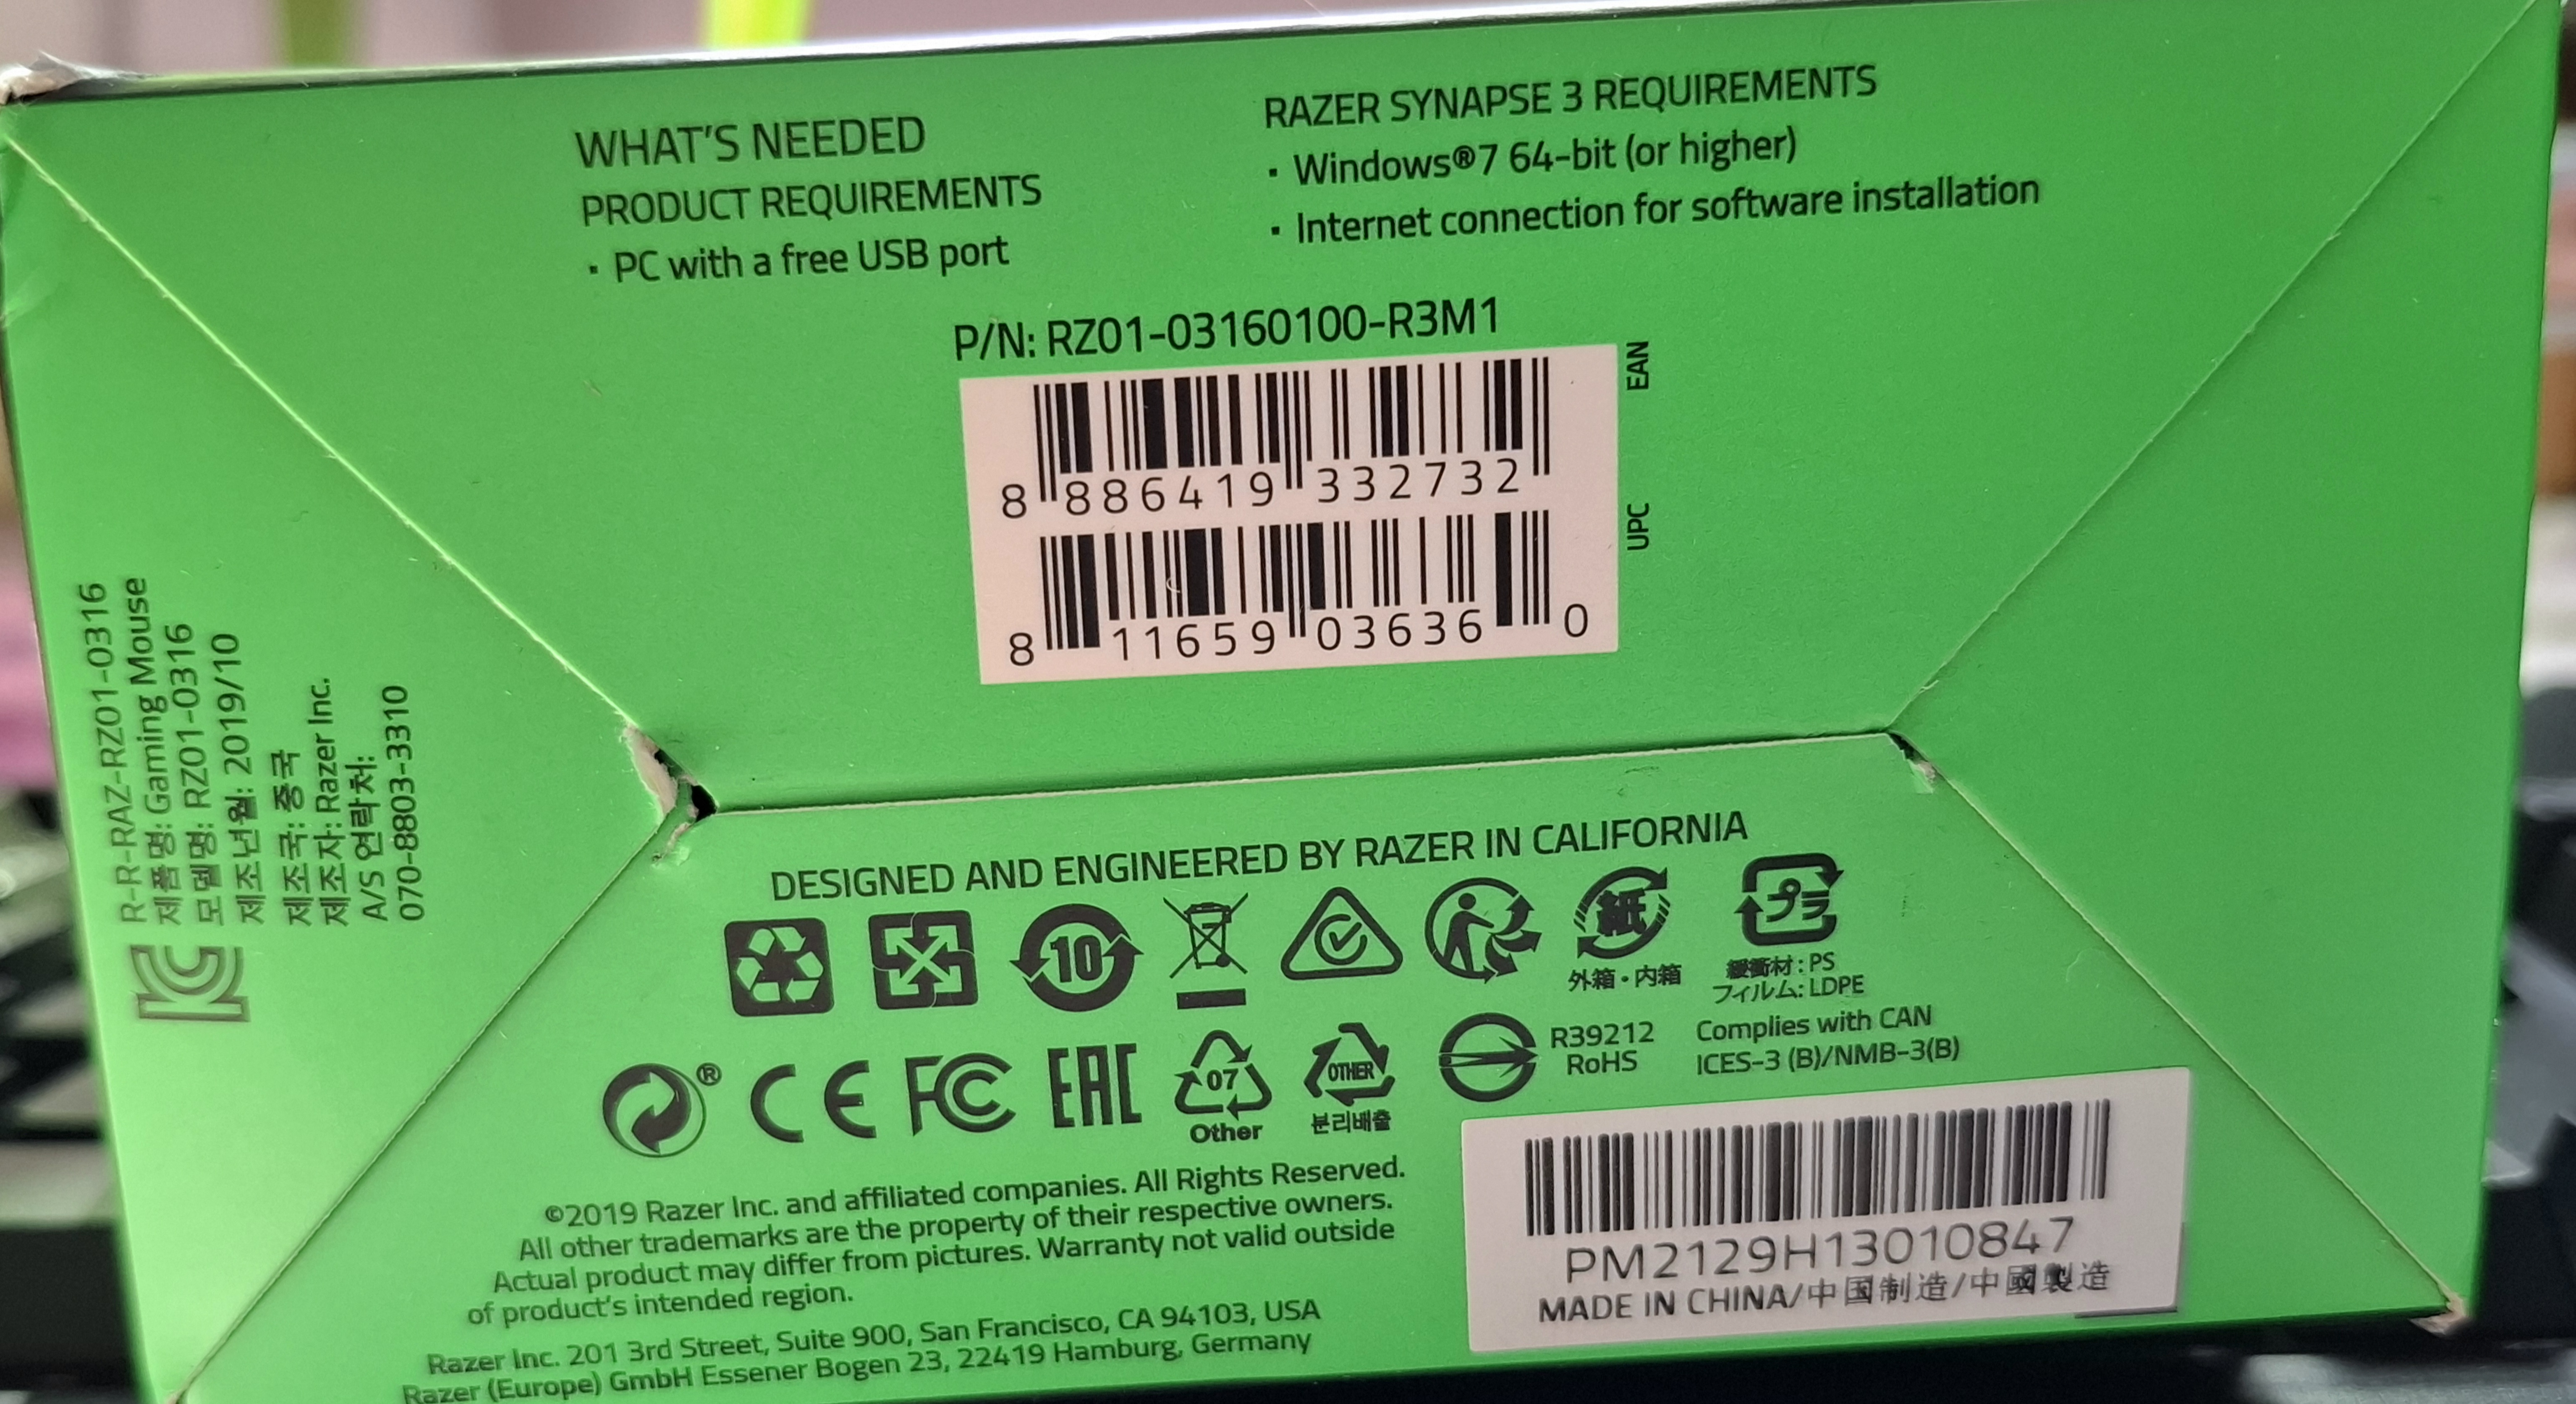 WHAT'S NEEDED
PRODUCT REQUIREMENTS
· PC with a free USB port
RAZER SYNAPSE 3 REQUIREMENTS
· Windows®7 64-bit (or higher)
· Internet connection for software installation
P/N: RZ01-03160100-R3M1
8 886419 332732
EAN
8 11659 03636 0
UPC
R-R-RAZ-RZ01-0316
제품명: Gaming Mouse
모델명: RZ01-0316
제조년월: 2019/10
제조국: 중국
제조자: Razer Inc.
A/S 연락처:
070-8803-3310
DESIGNED AND ENGINEERED BY RAZER IN CALIFORNIA
10
紙
外箱・内箱
プラ
緩衝材: PS
フィルム: LDPE
® CE FC EAC
07
Other
OTHER
분리배출
R39212
RoHS
Complies with CAN
ICES-3 (B)/NMB-3(B)
©2019 Razer Inc. and affiliated companies. All Rights Reserved.
All other trademarks are the property of their respective owners.
Actual product may differ from pictures. Warranty not valid outside
of product's intended region.
Razer Inc. 201 3rd Street, Suite 900, San Francisco, CA 94103, USA
Razer (Europe) GmbH Essener Bogen 23, 22419 Hamburg, Germany
PM2129H13010847
MADE IN CHINA/中国制造/中國製造